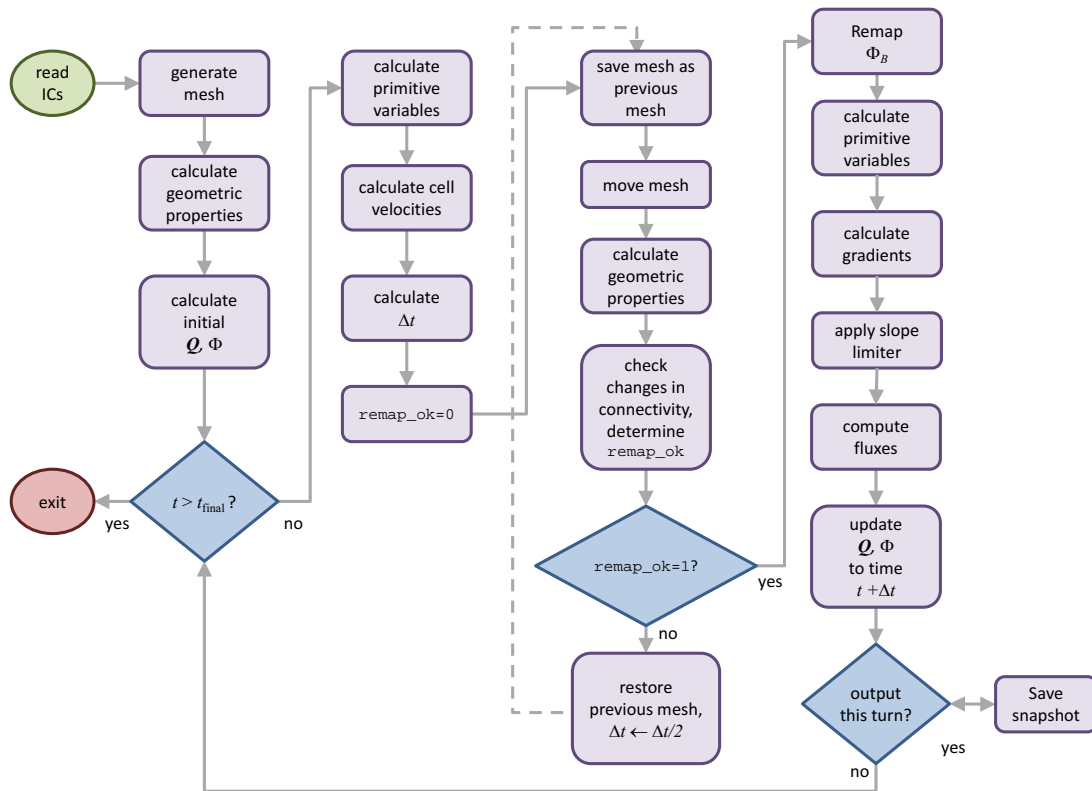 read
ICs
generate
mesh
calculate
geometric
properties
calculate
initial
Q, Φ
t > t_final ?
yes
no
exit
calculate
primitive
variables
calculate cell
velocities
calculate
Δt
remap_ok=0
save mesh as
previous
mesh
move mesh
calculate
geometric
properties
check
changes in
connectivity,
determine
remap_ok
remap_ok=1?
yes
no
restore
previous mesh,
Δt ← Δt/2
Remap
Φ_B
calculate
primitive
variables
calculate
gradients
apply slope
limiter
compute
fluxes
update
Q, Φ
to time
t +Δt
output
this turn?
yes
no
Save
snapshot